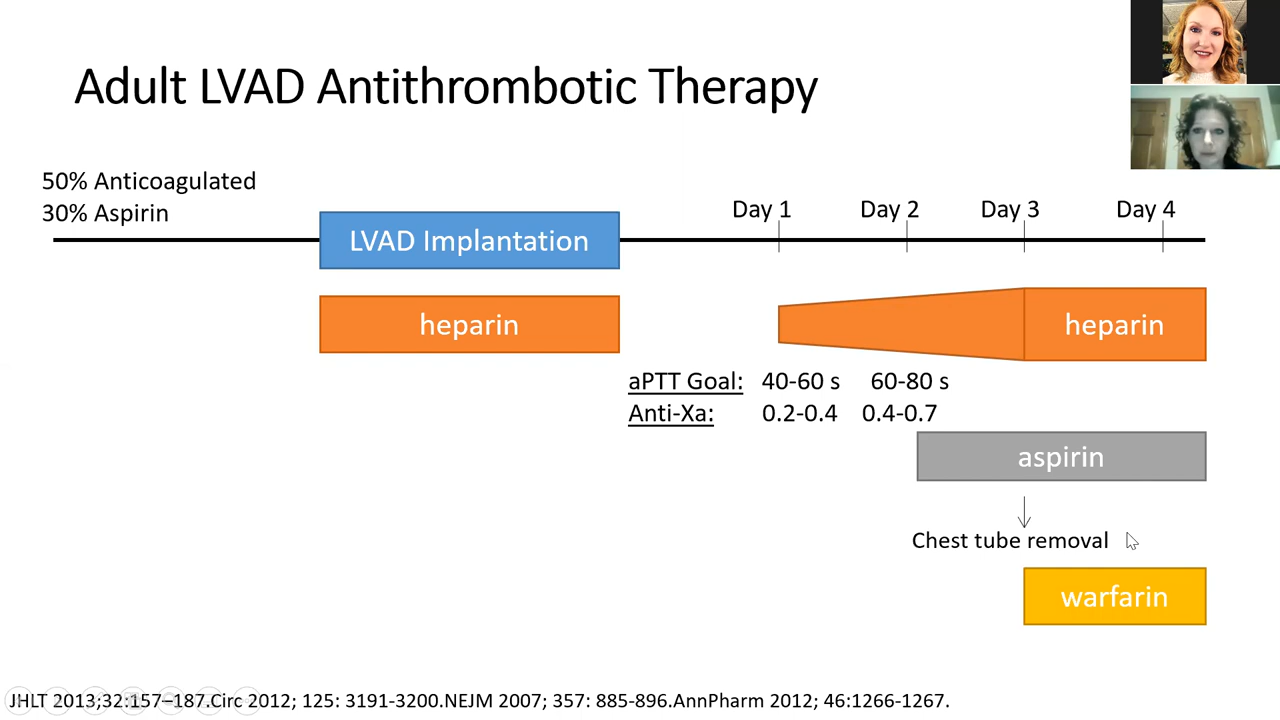 Adult LVAD Antithrombotic Therapy
50% Anticoagulated
30% Aspirin
Day 1 Day 2 Day 3 Day 4
LVAD Implantation
heparin heparin
aPTT Goal: 40-60 s 60-80 s
Anti-Xa: 0.2-0.4 0.4-0.7
aspirin
Chest tube removal
warfarin
JHLT 2013;32:157–187.Circ 2012; 125: 3191-3200.NEJM 2007; 357: 885-896.AnnPharm 2012; 46:1266-1267.